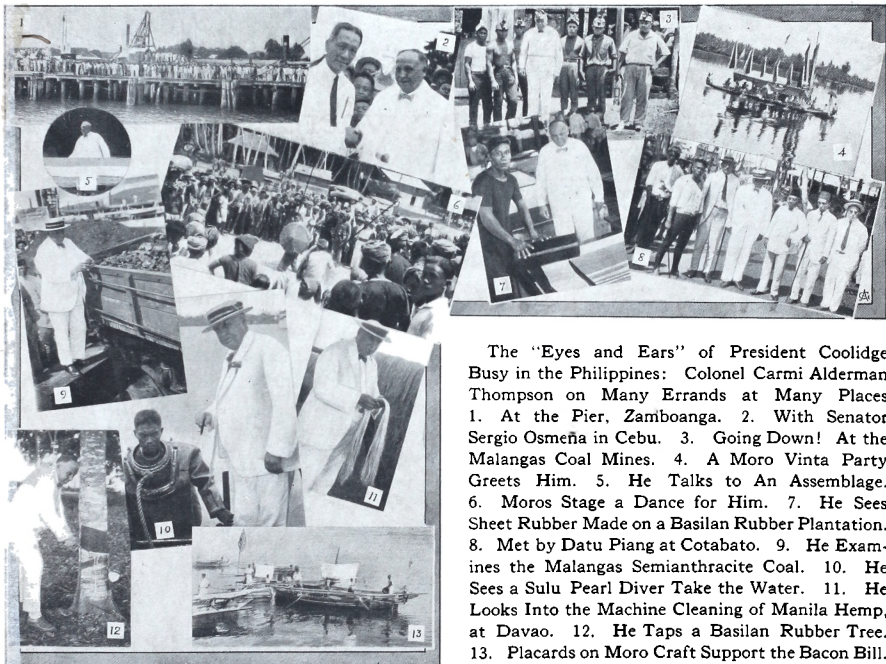 1
2
3
4
5
6
7
8
9
10
11
12
13
The "Eyes and Ears" of President Coolidge
Busy in the Philippines: Colonel Carmi Alderman
Thompson on Many Errands at Many Places
1. At the Pier, Zamboanga. 2. With Senator
Sergio Osmeña in Cebu. 3. Going Down! At the
Malangas Coal Mines. 4. A Moro Vinta Party
Greets Him. 5. He Talks to An Assemblage.
6. Moros Stage a Dance for Him. 7. He Sees
Sheet Rubber Made on a Basilan Rubber Plantation.
8. Met by Datu Piang at Cotabato. 9. He Exam-
ines the Malangas Semianthracite Coal. 10. He
Sees a Sulu Pearl Diver Take the Water. 11. He
Looks Into the Machine Cleaning of Manila Hemp,
at Davao. 12. He Taps a Basilan Rubber Tree.
13. Placards on Moro Craft Support the Bacon Bill.